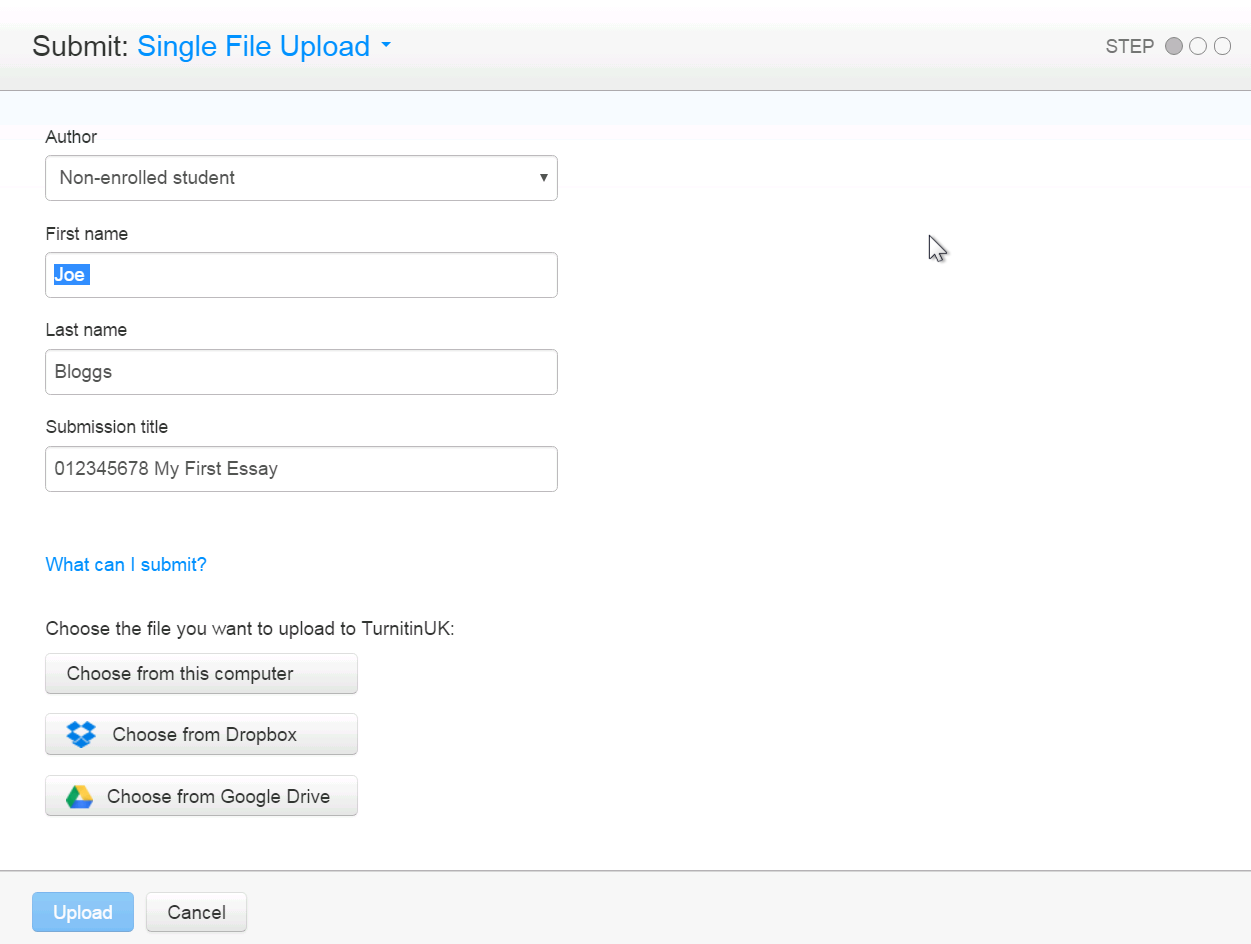 Submit: Single File Upload
STEP
Author
Non-enrolled student
First name
Joe
Last name
Bloggs
Submission title
012345678 My First Essay
What can I submit?
Choose the file you want to upload to TurnitinUK:
Choose from this computer
Choose from Dropbox
Choose from Google Drive
Upload Cancel